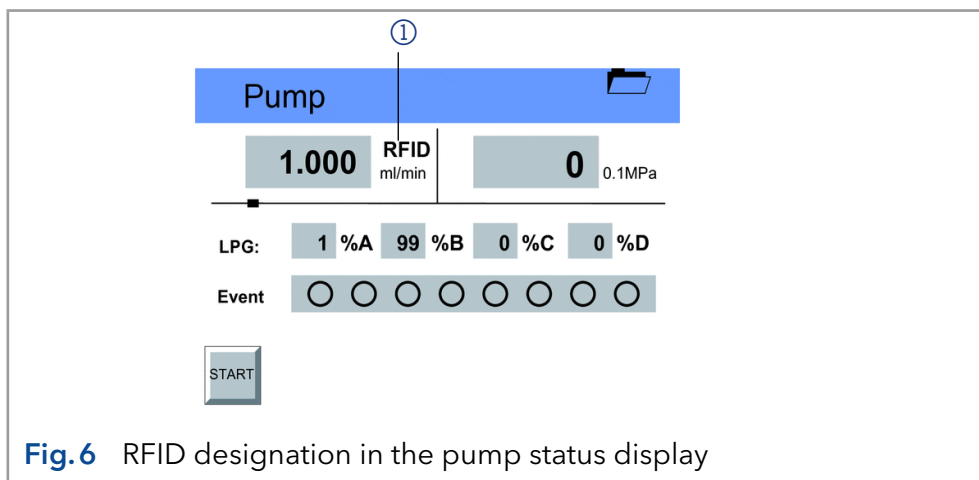 ①
Pump
1.000 RFID ml/min 0 0.1MPa
LPG: 1 %A 99 %B 0 %C 0 %D
Event
START
Fig. 6 RFID designation in the pump status display